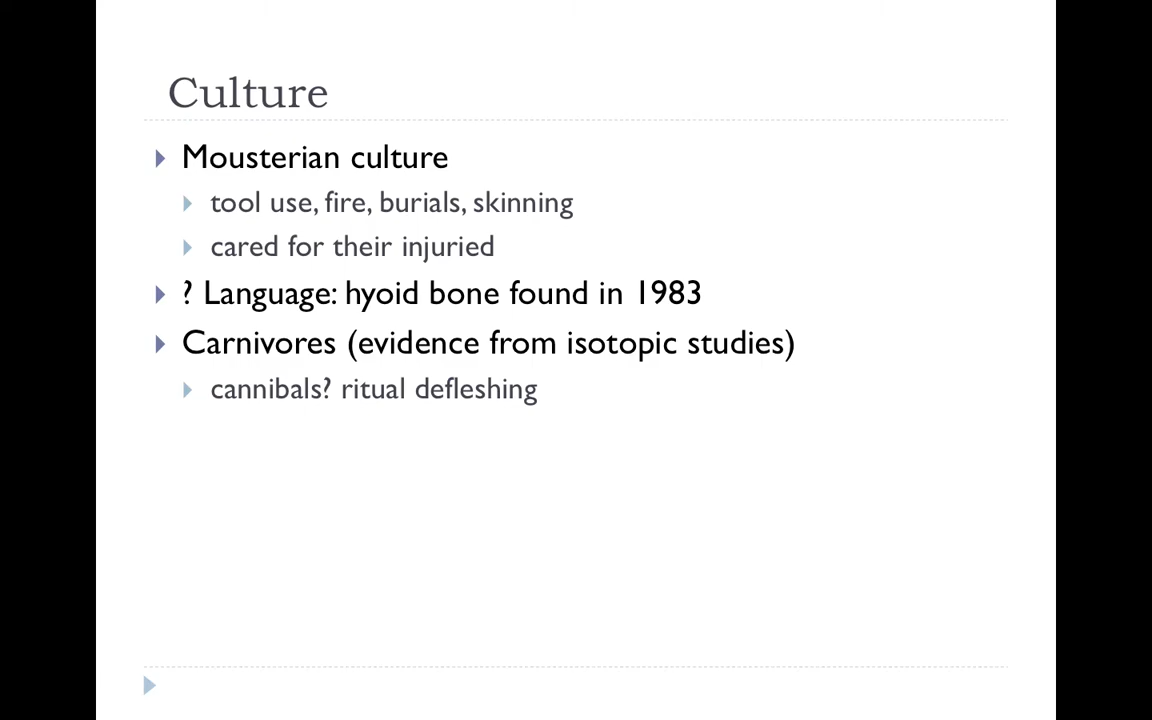 Culture
Mousterian culture
tool use, fire, burials, skinning
cared for their injuried
? Language: hyoid bone found in 1983
Carnivores (evidence from isotopic studies)
cannibals? ritual defleshing